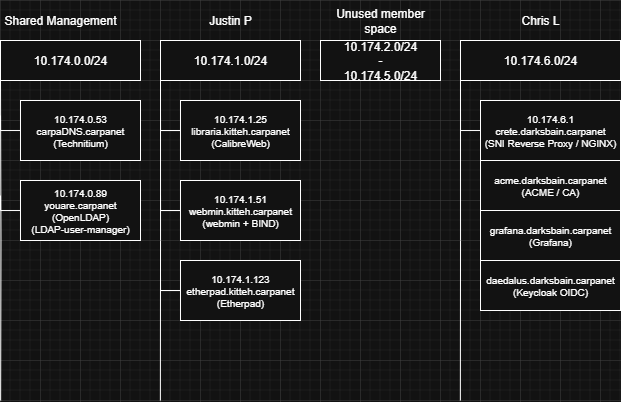 Shared Management
10.174.0.0/24
10.174.0.53
carpaDNS.carpanet
(Technitium)
10.174.0.89
youare.carpanet
(OpenLDAP)
(LDAP-user-manager)
Justin P
10.174.1.0/24
10.174.1.25
libraria.kitteh.carpanet
(CalibreWeb)
10.174.1.51
webmin.kitteh.carpanet
(webmin + BIND)
10.174.1.123
etherpad.kitteh.carpanet
(Etherpad)
Unused member
space
10.174.2.0/24
-
10.174.5.0/24
Chris L
10.174.6.0/24
10.174.6.1
crete.darksbain.carpanet
(SNI Reverse Proxy / NGINX)
acme.darksbain.carpanet
(ACME / CA)
grafana.darksbain.carpanet
(Grafana)
daedalus.darksbain.carpanet
(Keycloak OIDC)